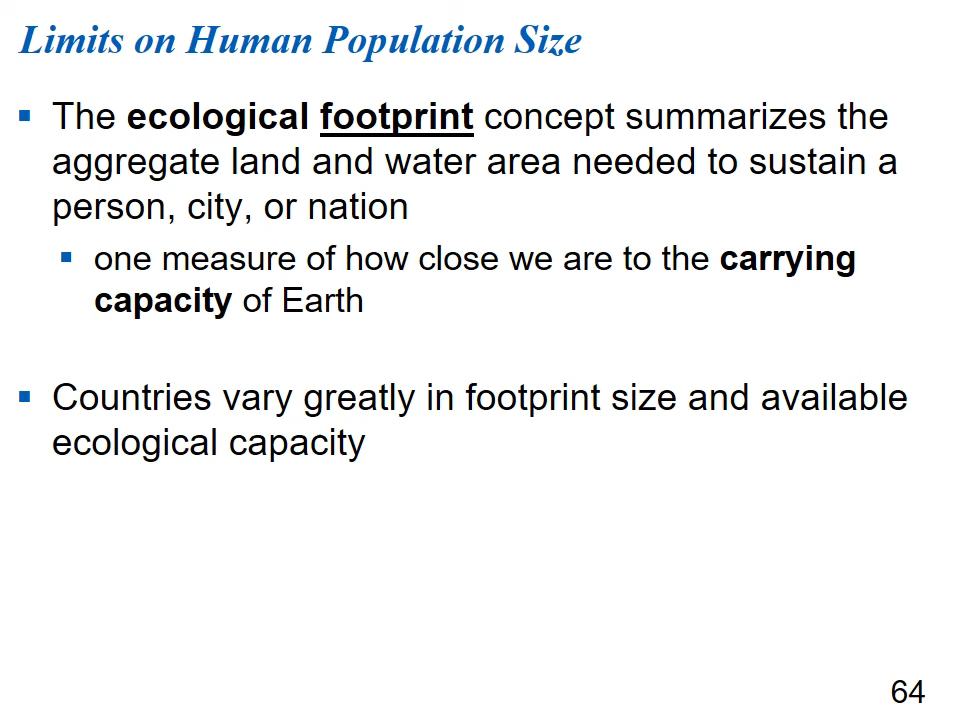 Limits on Human Population Size
▪ The ecological footprint concept summarizes the
aggregate land and water area needed to sustain a
person, city, or nation
▪ one measure of how close we are to the carrying
capacity of Earth
▪ Countries vary greatly in footprint size and available
ecological capacity
64